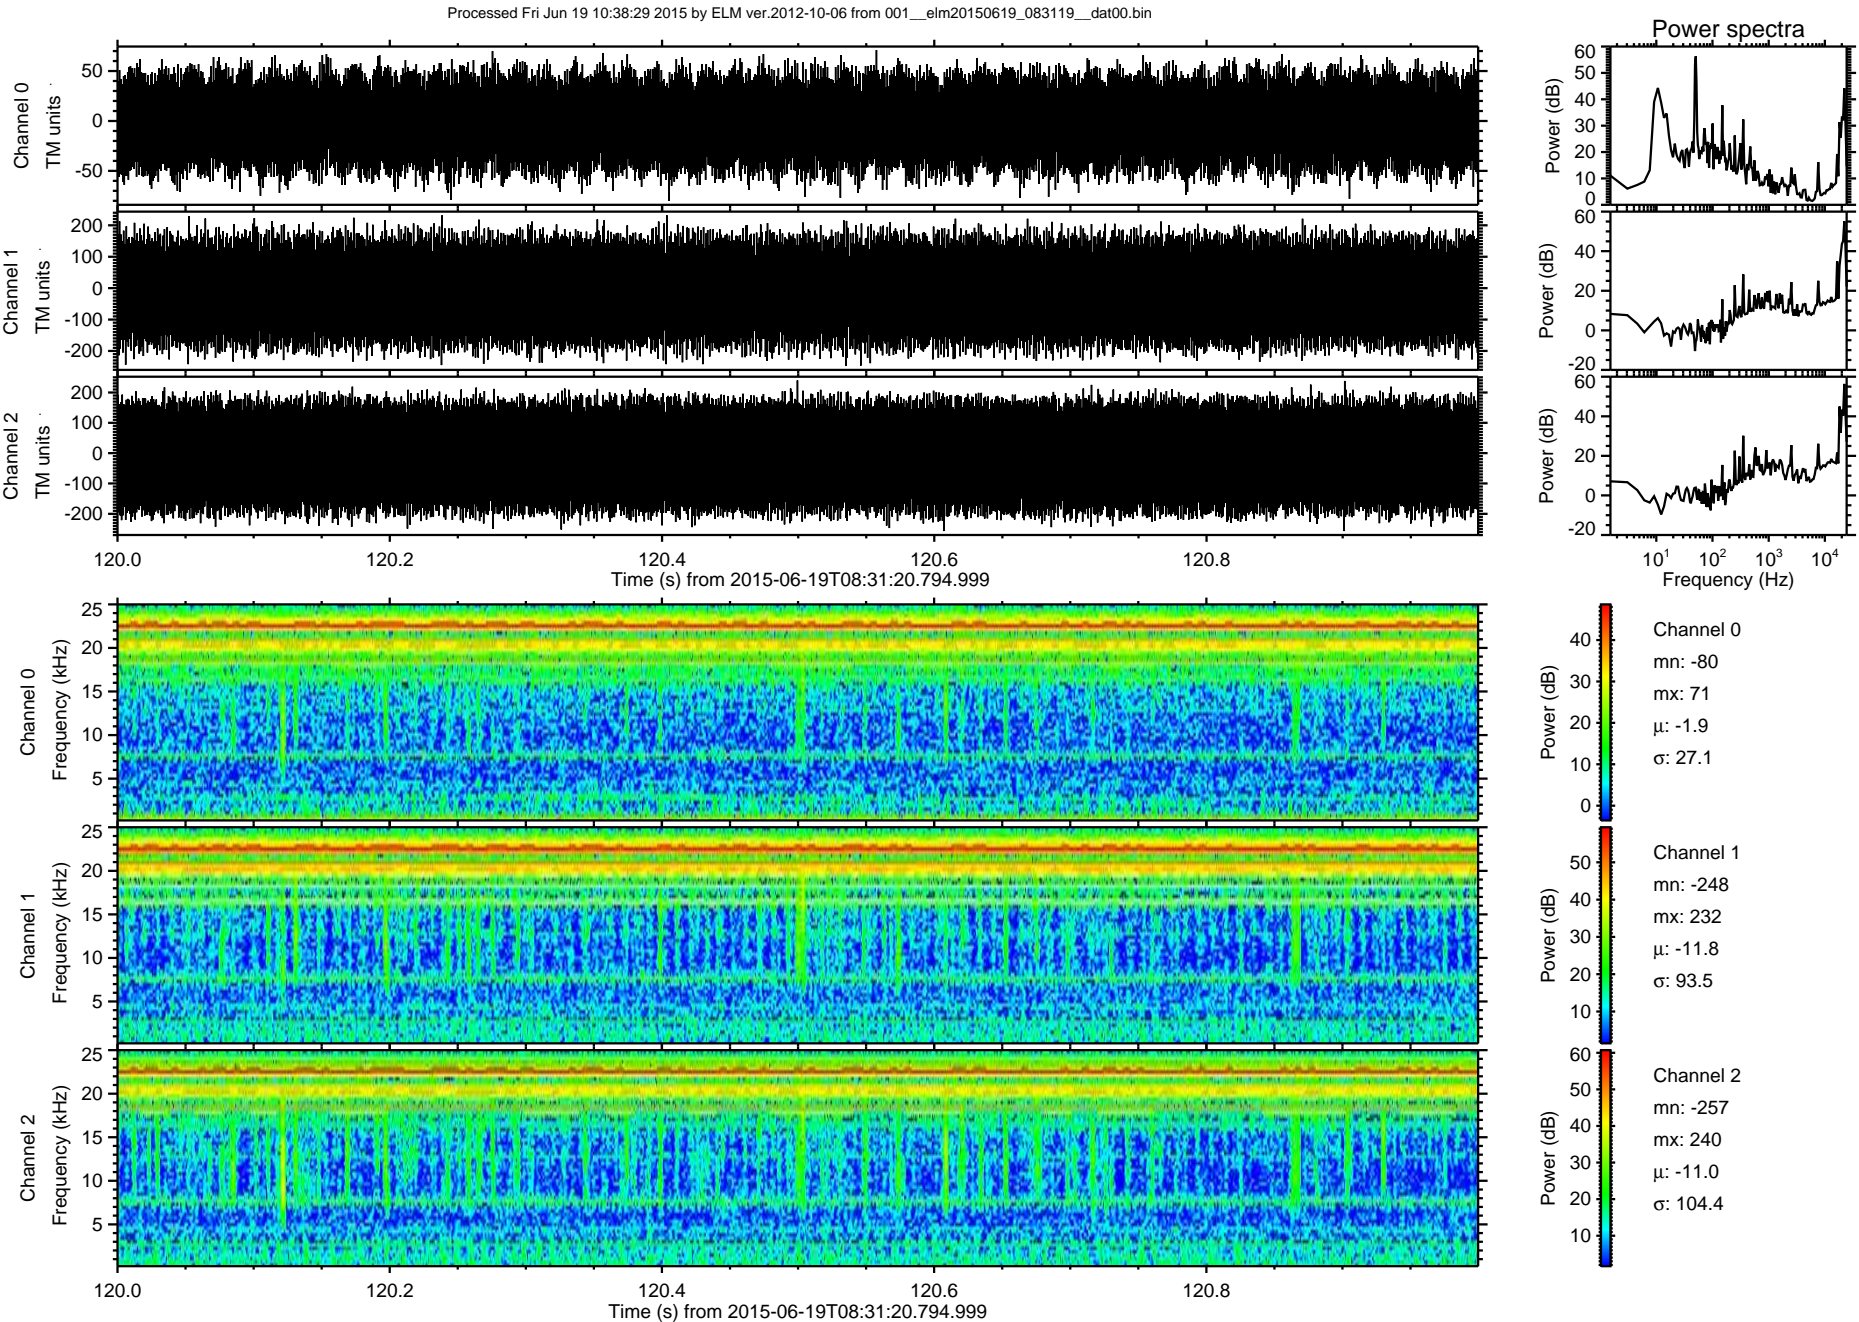 Processed Fri Jun 19 10:38:29 2015 by ELM ver.2012-10-06 from 001__elm20150619_083119__dat00.bin
Power spectra
Channel 0
TM units
50
0
-50
Power (dB)
60
50
40
30
20
10
0
Channel 1
TM units
200
100
0
-100
-200
Power (dB)
60
40
20
0
-20
Channel 2
TM units
200
100
0
-100
-200
Power (dB)
60
40
20
0
-20
120.0 120.2 120.4 120.6 120.8
Time (s) from 2015-06-19T08:31:20.794.999
10¹ 10² 10³ 10⁴
Frequency (Hz)
Channel 0
Frequency (kHz)
25
20
15
10
5
Power (dB)
40
30
20
10
0
Channel 0
mn: -80
mx: 71
μ: -1.9
σ: 27.1
Channel 1
Frequency (kHz)
25
20
15
10
5
Power (dB)
50
40
30
20
10
Channel 1
mn: -248
mx: 232
μ: -11.8
σ: 93.5
Channel 2
Frequency (kHz)
25
20
15
10
5
Power (dB)
60
50
40
30
20
10
Channel 2
mn: -257
mx: 240
μ: -11.0
σ: 104.4
120.0 120.2 120.4 120.6 120.8
Time (s) from 2015-06-19T08:31:20.794.999